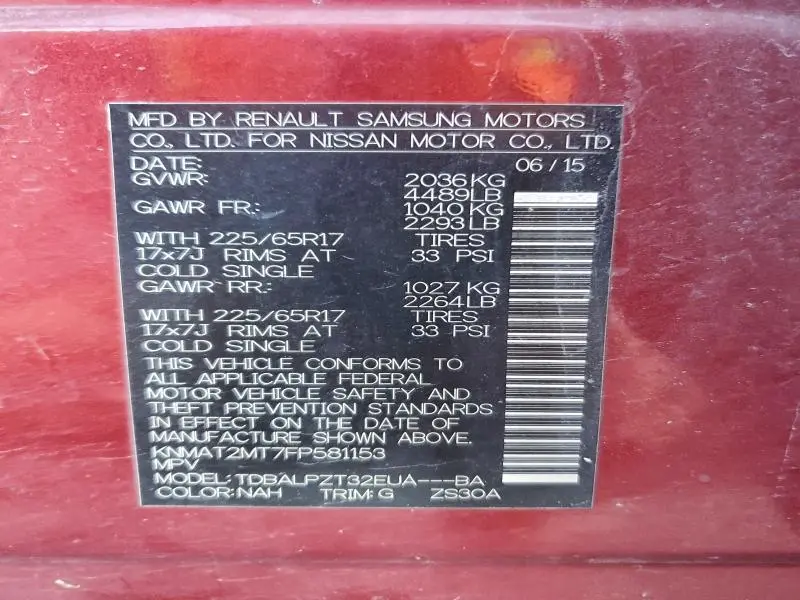 MFD BY RENAULT SAMSUNG MOTORS
CO., LTD. FOR NISSAN MOTOR CO., LTD.
DATE: 06/15
GVWR: 2036 KG
4489 LB
GAWR FR.: 1040 KG
2293 LB
WITH 225/65R17 TIRES
17x7J RIMS AT 33 PSI
COLD SINGLE
GAWR RR.: 1027 KG
2264 LB
WITH 225/65R17 TIRES
17x7J RIMS AT 33 PSI
COLD SINGLE
THIS VEHICLE CONFORMS TO
ALL APPLICABLE FEDERAL
MOTOR VEHICLE SAFETY AND
THEFT PREVENTION STANDARDS
IN EFFECT ON THE DATE OF
MANUFACTURE SHOWN ABOVE.
KNMAT2MT7FP581153
MPV
MODEL: TDBALPZT32EUA---BA
COLOR: NAH TRIM: G ZS30A